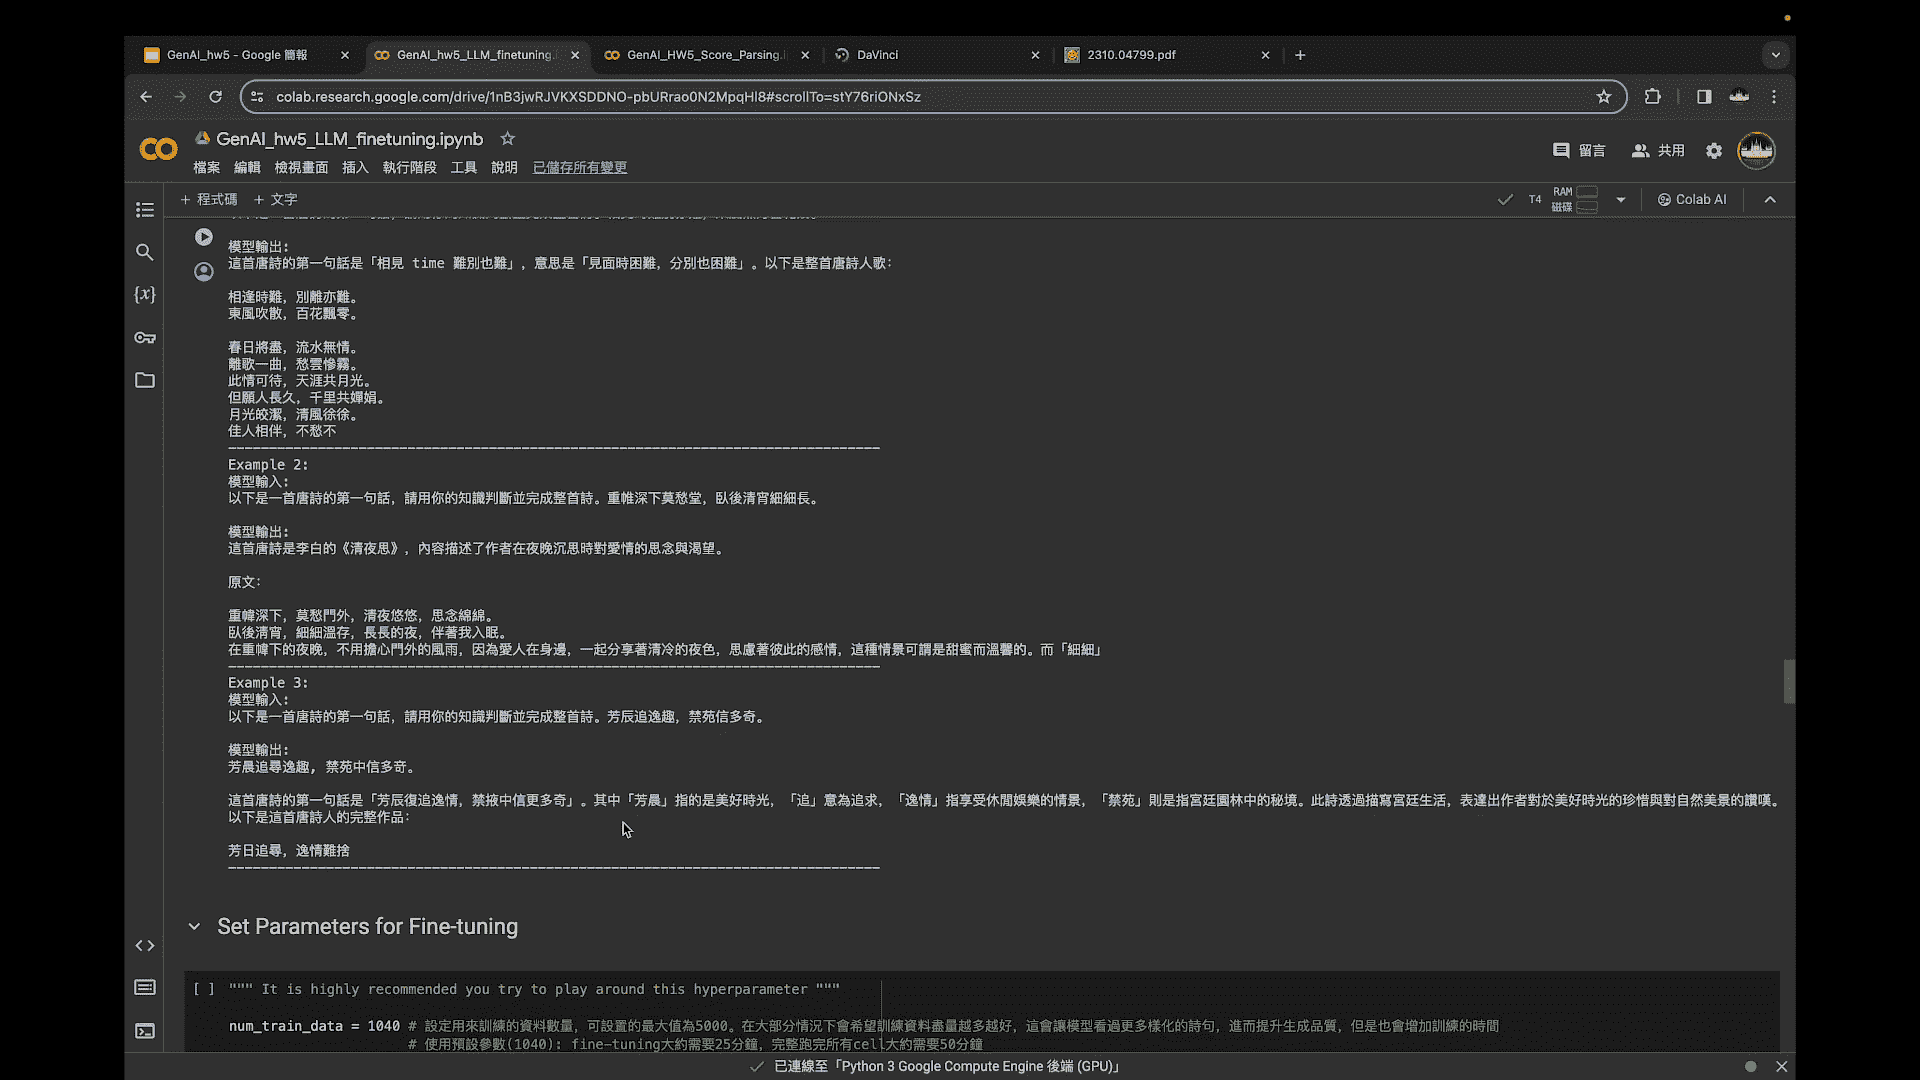 GenAI_hw5 - Google 簡報
GenAI_hw5_LLM_finetuning.
GenAI_HW5_Score_Parsing.
DaVinci
2310.04799.pdf
colab.research.google.com/drive/1nB3jwRJVKXSDDNO-pbURrao0N2MpqHl8#scrollTo=stY76riONxSz
GenAI_hw5_LLM_finetuning.ipynb
檔案 編輯 檢視畫面 插入 執行階段 工具 說明 已儲存所有變更
留言 共用
+ 程式碼 + 文字
T4 RAM 磁碟 Colab AI
模型輸出:
這首唐詩的第一句話是「相見 time 難別也難」，意思是「見面時困難，分別也困難」。以下是整首唐詩人歌:
相逢時難，別離亦難。
東風吹散，百花飄零。
春日將盡，流水無情。
離歌一曲，愁雲慘霧。
此情可待，天涯共月光。
但願人長久，千里共嬋娟。
月光皎潔，清風徐徐。
佳人相伴，不愁不
Example 2:
模型輸入:
以下是一首唐詩的第一句話，請用你的知識判斷並完成整首詩。重帷深下莫愁堂，臥後清宵細細長。
模型輸出:
這首唐詩是李白的《清夜思》，內容描述了作者在夜晚沉思時對愛情的思念與渴望。
原文:
重幃深下，莫愁門外，清夜悠悠，思念綿綿。
臥後清宵，細細溫存，長長的夜，伴著我入眠。
在重幃下的夜晚，不用擔心門外的風雨，因為愛人在身邊，一起分享著清冷的夜色，思慮著彼此的感情，這種情景可謂是甜蜜而溫馨的。而「細細」
Example 3:
模型輸入:
以下是一首唐詩的第一句話，請用你的知識判斷並完成整首詩。芳辰追逸趣，禁苑信多奇。
模型輸出:
芳晨追尋逸趣, 禁苑中信多奇。
這首唐詩的第一句話是「芳辰復追逸情，禁掖中信更多奇」。其中「芳晨」指的是美好時光，「追」意為追求，「逸情」指享受休閒娛樂的情景，「禁苑」則是指宮廷園林中的秘境。此詩透過描寫宮廷生活，表達出作者對於美好時光的珍惜與對自然美景的讚嘆。
以下是這首唐詩人的完整作品:
芳日追尋，逸情難捨
Set Parameters for Fine-tuning
[ ] """ It is highly recommended you try to play around this hyperparameter """
num_train_data = 1040 # 設定用來訓練的資料數量，可設置的最大值為5000。在大部分情況下會希望訓練資料盡量越多越好，這會讓模型看過更多樣化的詩句，進而提升生成品質，但是也會增加訓練的時間
# 使用預設參數(1040): fine-tuning大約需要25分鐘，完整跑完所有cell大約需要50分鐘
已連線至「Python 3 Google Compute Engine 後端 (GPU)」